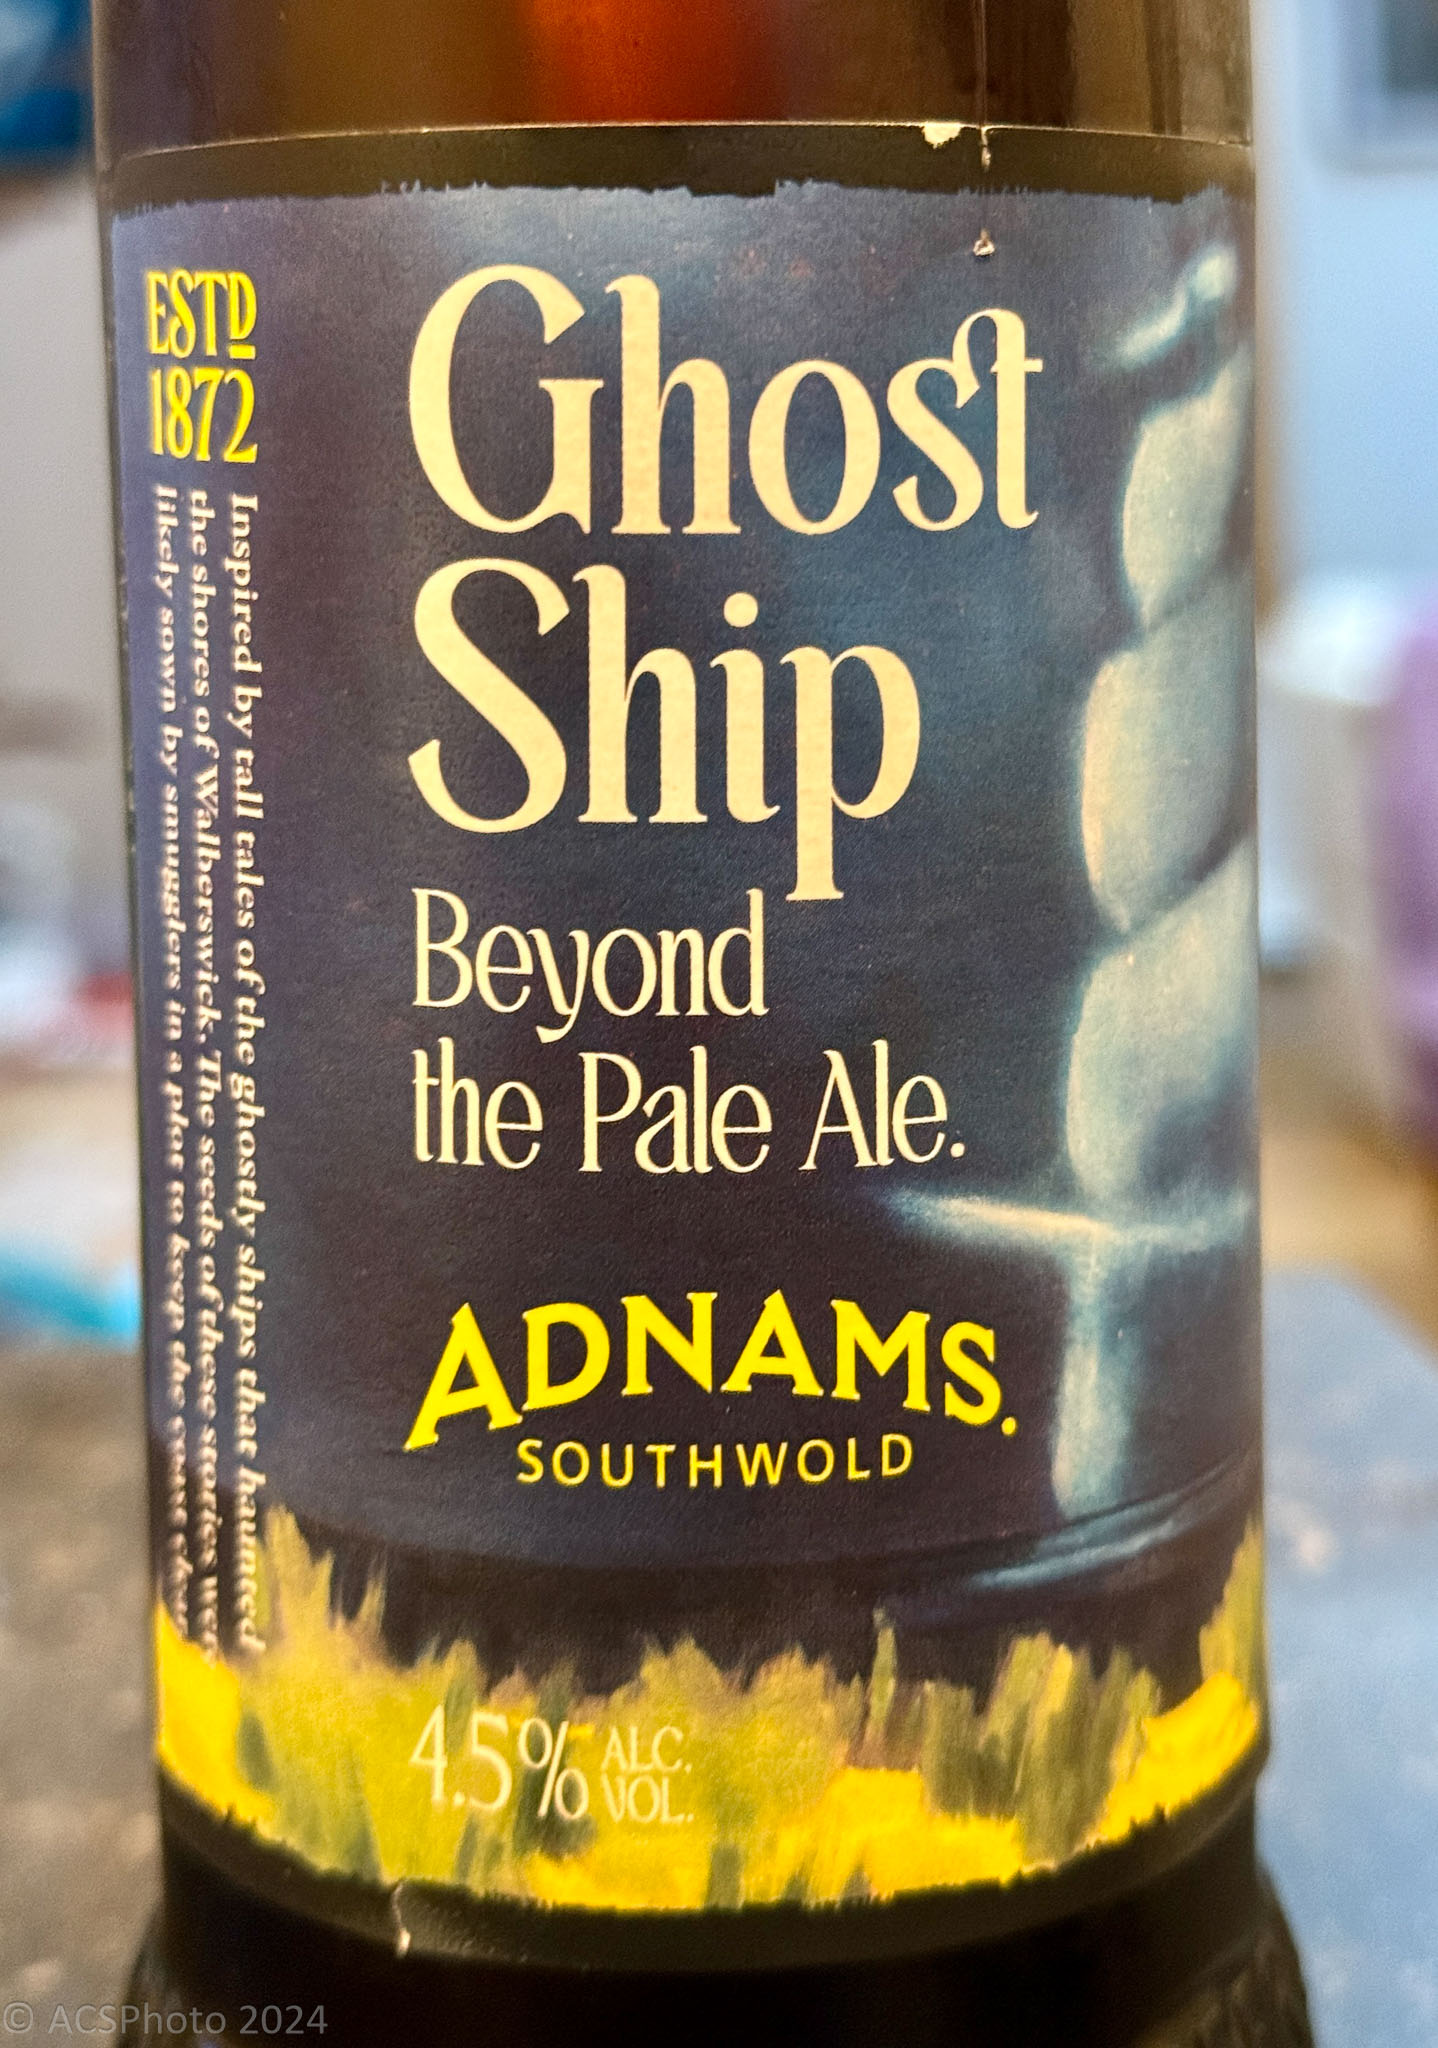 ESTD
1872
Inspired by tall tales of the ghostly ships that haunted
the shores of Walberswick. The seeds of these stories were
likely sown by smugglers in a plot to keep the
Ghost
Ship
Beyond
the Pale Ale.
ADNAMS.
SOUTHWOLD
4.5% ALC.
VOL.
© ACSPhoto 2024